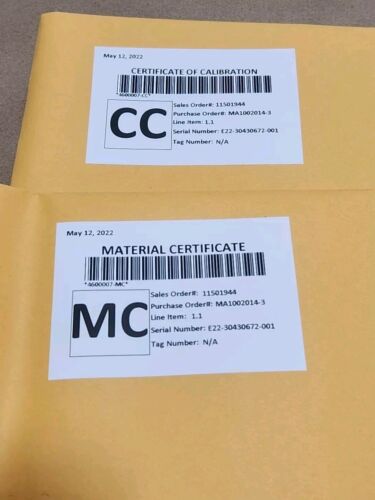 May 12, 2022
CERTIFICATE OF CALIBRATION
*4600007-CC*
CC
Sales Order#: 11501944
Purchase Order#: MA1002014-3
Line Item: 1.1
Serial Number: E22-30430672-001
Tag Number: N/A
May 12, 2022
MATERIAL CERTIFICATE
*4600007-MC*
MC
Sales Order#: 11501944
Purchase Order#: MA1002014-3
Line Item: 1.1
Serial Number: E22-30430672-001
Tag Number: N/A